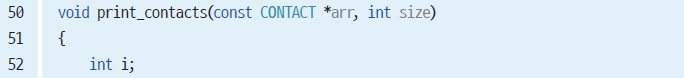 50 void print_contacts(const CONTACT *arr, int size)
51 {
52     int i;